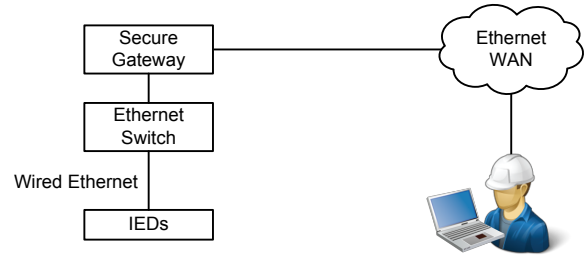 Secure
Gateway
Ethernet
WAN
Ethernet
Switch
Wired Ethernet
IEDs